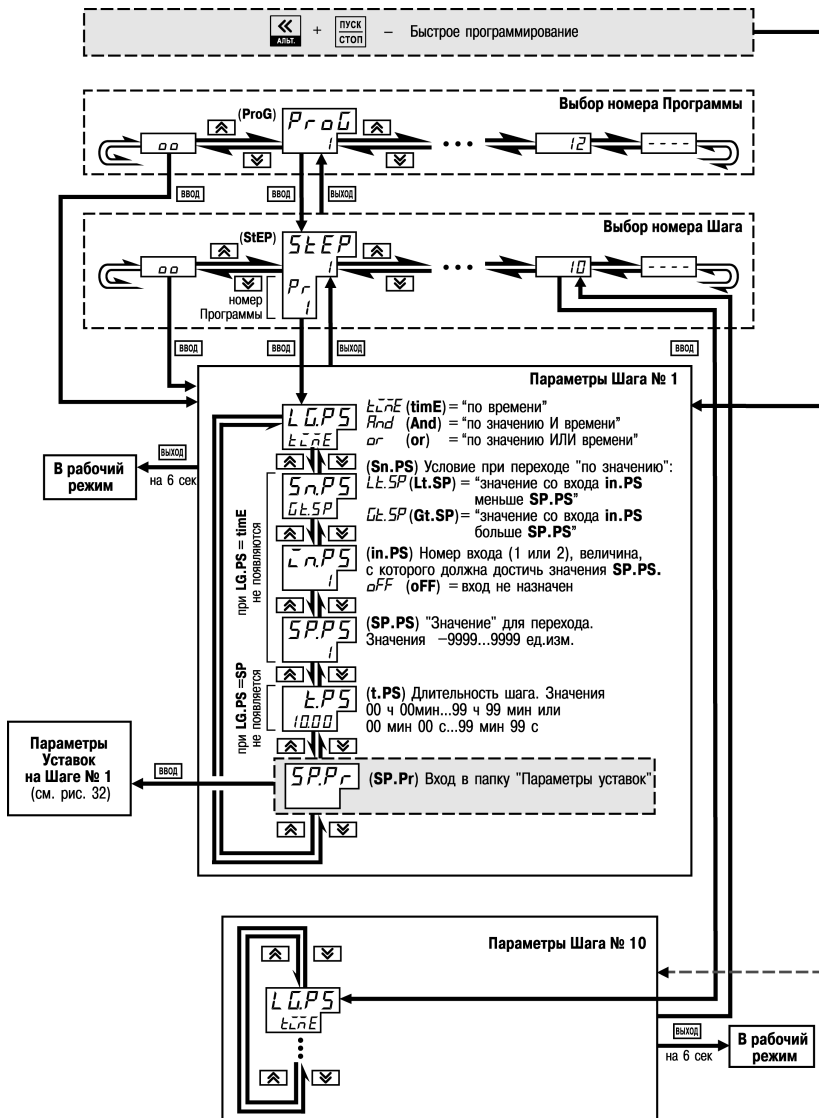 АЛЬТ. + ПУСК СТОП – Быстрое программирование
Выбор номера Программы
(ProG) ProG
oo 1 • • • 12 - - - -
ВВОД ВВОД ВЫХОД
Выбор номера Шага
(StEP) StEP
oo 1 • • • 10 - - - -
номер Программы
Pr
1
ВВОД ВВОД ВЫХОД ВВОД
Параметры Шага № 1
LG.PS
timE
timE (timE) = "по времени"
And (And) = "по значению И времени"
or (or) = "по значению ИЛИ времени"
ВЫХОД
на 6 сек
В рабочий
режим
при LG.PS = timE
не появляются
Sn.PS
Gt.SP
(Sn.PS) Условие при переходе "по значению":
Lt.SP (Lt.SP) = "значение со входа in.PS
меньше SP.PS"
Gt.SP (Gt.SP) = "значение со входа in.PS
больше SP.PS"
in.PS
1
(in.PS) Номер входа (1 или 2), величина,
с которого должна достичь значения SP.PS.
oFF (oFF) = вход не назначен
SP.PS
1
(SP.PS) "Значение" для перехода.
Значения –9999...9999 ед.изм.
при LG.PS =SP
не появляется
t.PS
10.00
(t.PS) Длительность шага. Значения
00 ч 00мин...99 ч 99 мин или
00 мин 00 с...99 мин 99 с
Параметры
Уставок
на Шаге № 1
(см. рис. 32)
ВВОД
SP.Pr
(SP.Pr) Вход в папку "Параметры уставок"
Параметры Шага № 10
LG.PS
timE
ВЫХОД
на 6 сек
В рабочий
режим